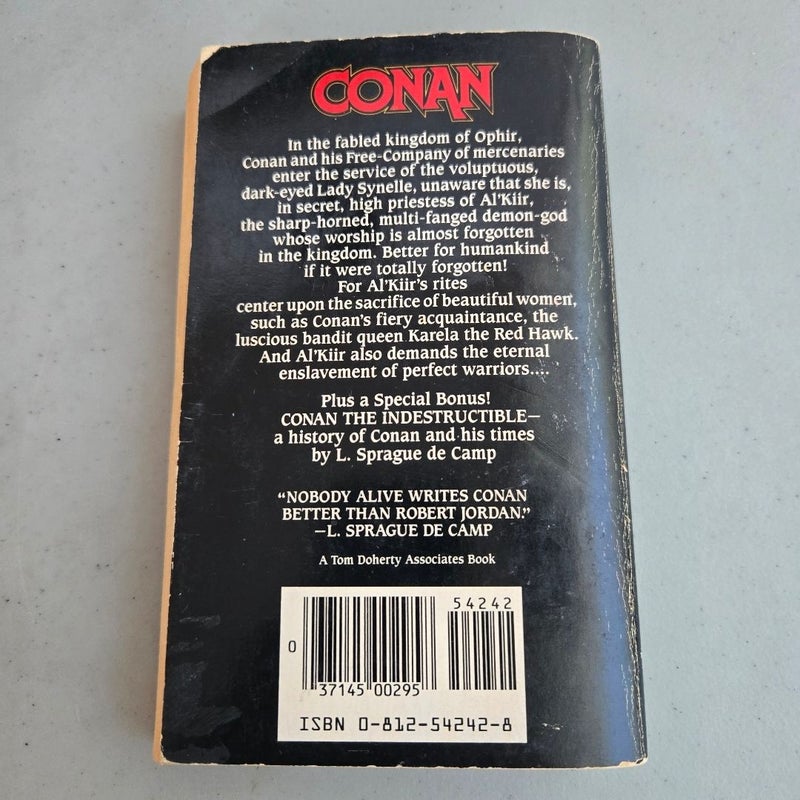 CONAN
In the fabled kingdom of Ophir,
Conan and his Free-Company of mercenaries
enter the service of the voluptuous,
dark-eyed Lady Synelle, unaware that she is,
in secret, high priestess of Al'Kiir,
the sharp-horned, multi-fanged demon-god
whose worship is almost forgotten
in the kingdom. Better for humankind
if it were totally forgotten!
For Al'Kiir's rites
center upon the sacrifice of beautiful women,
such as Conan's fiery acquaintance, the
luscious bandit queen Karela the Red Hawk.
And Al'Kiir also demands the eternal
enslavement of perfect warriors....
Plus a Special Bonus!
CONAN THE INDESTRUCTIBLE—
a history of Conan and his times
by L. Sprague de Camp
“NOBODY ALIVE WRITES CONAN
BETTER THAN ROBERT JORDAN.”
—L. SPRAGUE DE CAMP
A Tom Doherty Associates Book
54242
0
37145 00295
ISBN 0-812-54242-8